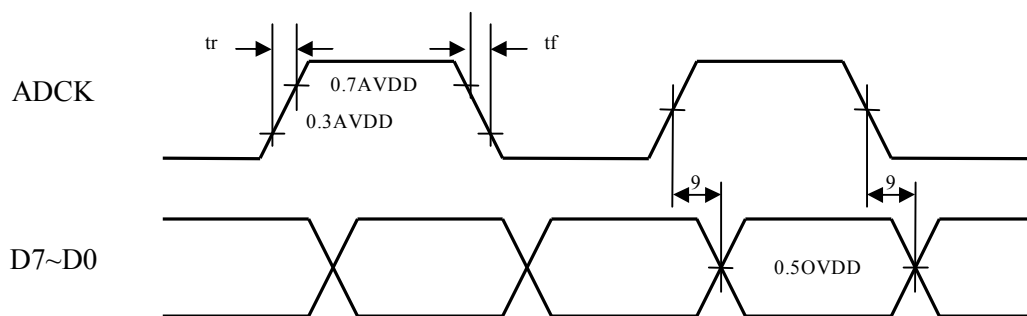 tr
tf
ADCK
0.7AVDD
0.3AVDD
9
9
D7~D0
0.5OVDD